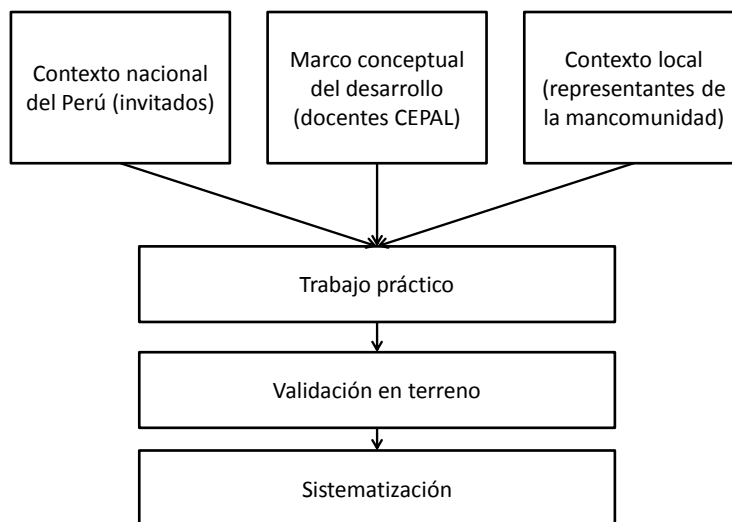 Contexto nacional
del Perú (invitados)
Marco conceptual
del desarrollo
(docentes CEPAL)
Contexto local
(representantes de
la mancomunidad)
Trabajo práctico
Validación en terreno
Sistematización